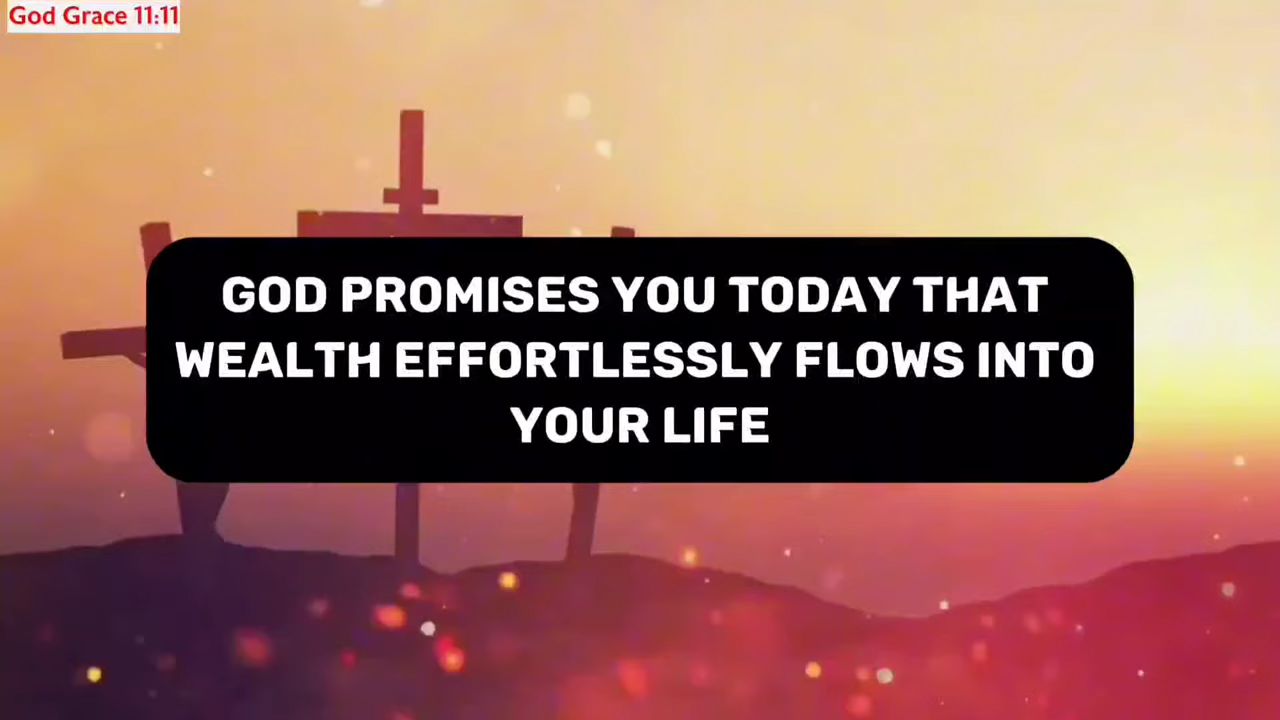 God Grace 11:11
GOD PROMISES YOU TODAY THAT
WEALTH EFFORTLESSLY FLOWS INTO
YOUR LIFE